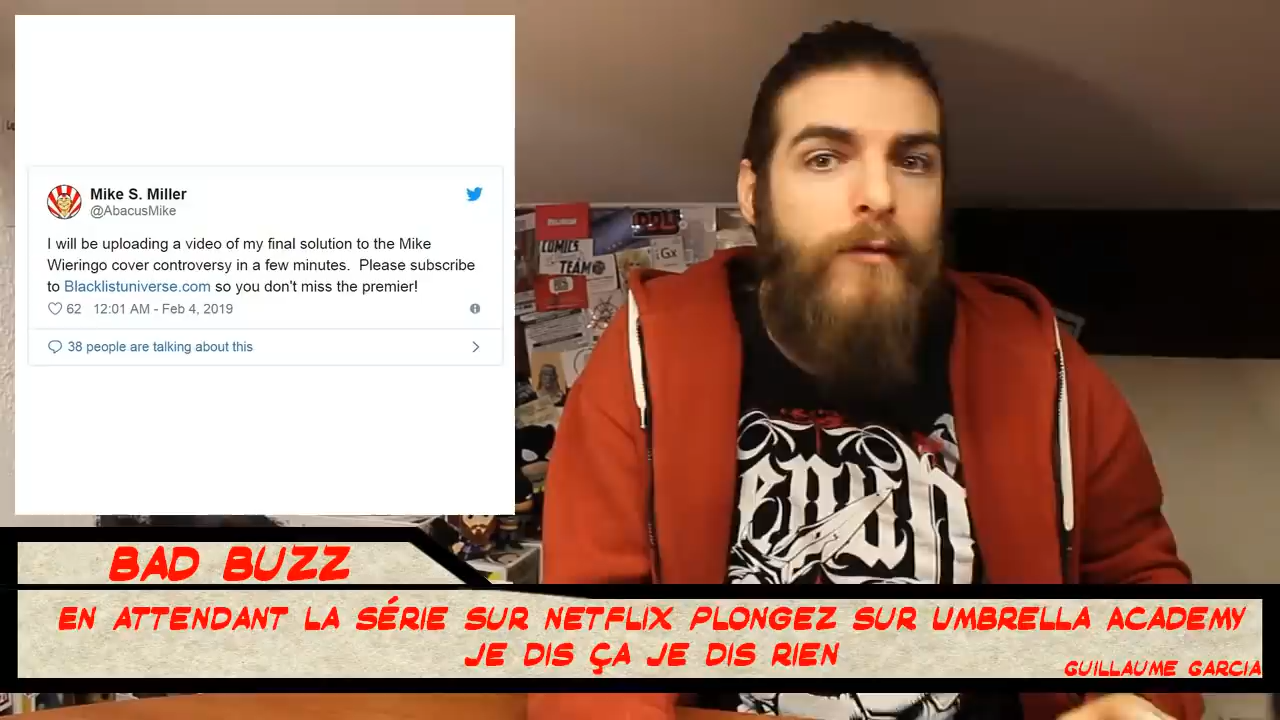 Mike S. Miller
@AbacusMike
I will be uploading a video of my final solution to the Mike
Wieringo cover controversy in a few minutes.  Please subscribe
to Blacklistuniverse.com so you don't miss the premier!
62 12:01 AM - Feb 4, 2019
38 people are talking about this
COMICS
TEAM
iGx
BAD BUZZ
EN ATTENDANT LA SÉRIE SUR NETFLIX PLONGEZ SUR UMBRELLA ACADEMY
JE DIS ÇA JE DIS RIEN
GUILLAUME GARCIA